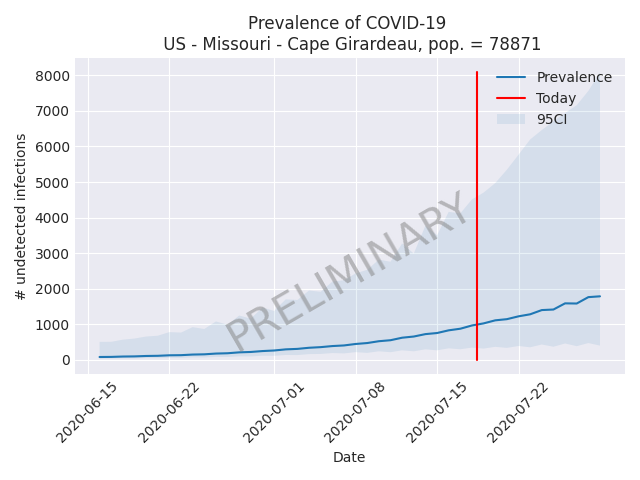 Prevalence of COVID-19
US - Missouri - Cape Girardeau, pop. = 78871
Prevalence
Today
95CI
8000
7000
6000
5000
4000
3000
2000
1000
0
# undetected infections
PRELIMINARY
2020-06-15
2020-06-22
2020-07-01
2020-07-08
2020-07-15
2020-07-22
Date